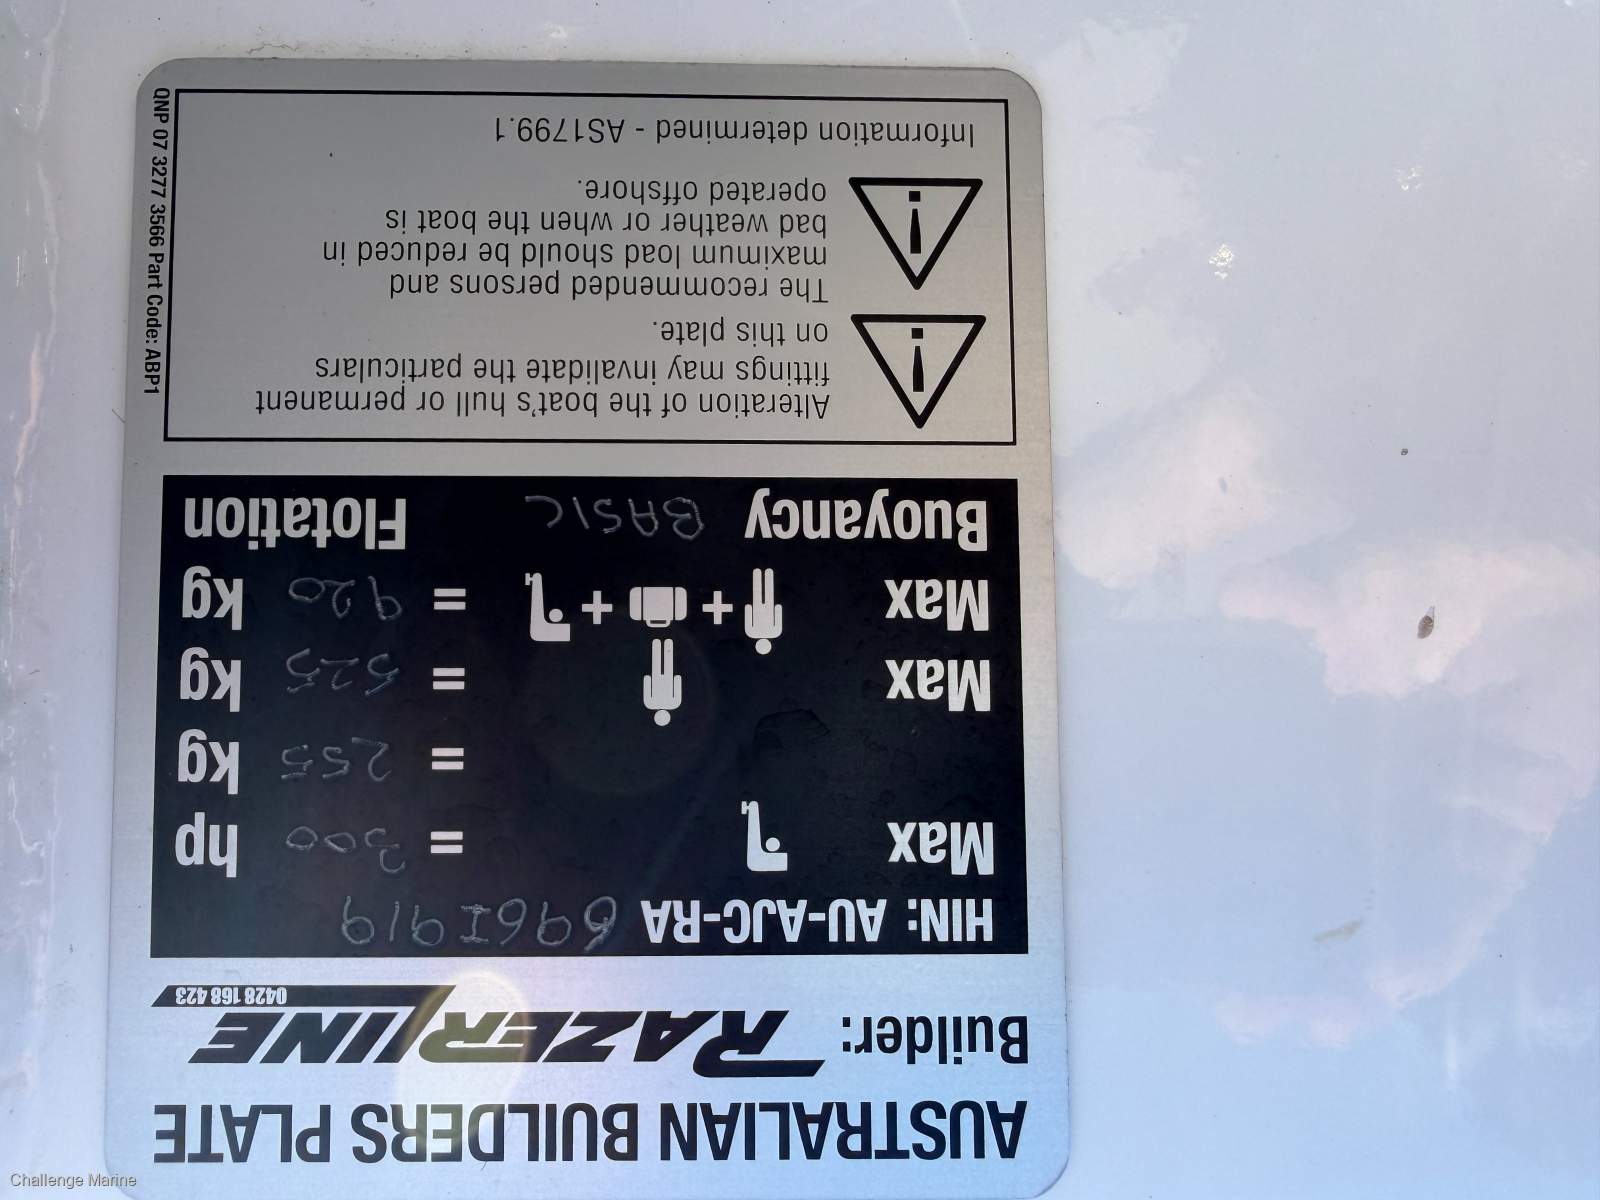 AUSTRALIAN BUILDERS PLATE
Builder: RAZERLINE
0428 168 423
HIN: AU-AJC-RA 696I919
Max = 300 hp
= 255 kg
Max = 525 kg
Max + + = 920 kg
Buoyancy BASIC Flotation
Alteration of the boat's hull or permanent
fittings may invalidate the particulars
on this plate.
The recommended persons and
maximum load should be reduced in
bad weather or when the boat is
operated offshore.
Information determined - AS1799.1
QNP 07 3277 3566 Part Code: ABP1
Challenge Marine